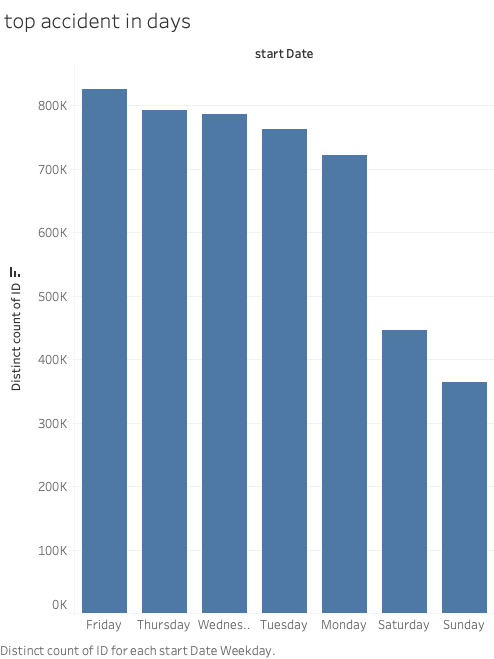 top accident in days
start Date
Distinct count of ID
800K
700K
600K
500K
400K
300K
200K
100K
0K
Friday Thursday Wednes.. Tuesday Monday Saturday Sunday
Distinct count of ID for each start Date Weekday.